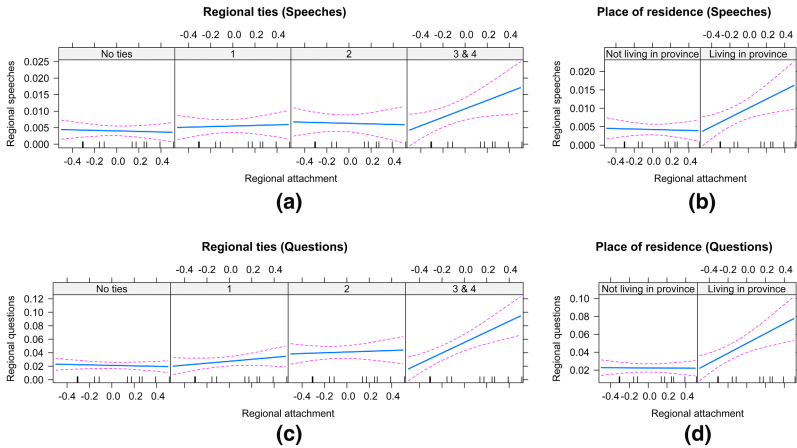 Regional ties (Speeches)
-0.4 -0.2 0.0 0.2 0.4 -0.4 -0.2 0.0 0.2 0.4
No ties 1 2 3 & 4
0.025
0.020
0.015
0.010
0.005
0.000
Regional speeches
-0.4 -0.2 0.0 0.2 0.4 -0.4 -0.2 0.0 0.2 0.4
Regional attachment
(a)
Place of residence (Speeches)
-0.4 -0.2 0.0 0.2 0.4
Not living in province Living in province
0.020
0.015
0.010
0.005
0.000
Regional speeches
-0.4 -0.2 0.0 0.2 0.4
Regional attachment
(b)
Regional ties (Questions)
-0.4 -0.2 0.0 0.2 0.4 -0.4 -0.2 0.0 0.2 0.4
No ties 1 2 3 & 4
0.12
0.10
0.08
0.06
0.04
0.02
0.00
Regional questions
-0.4 -0.2 0.0 0.2 0.4 -0.4 -0.2 0.0 0.2 0.4
Regional attachment
(c)
Place of residence (Questions)
-0.4 -0.2 0.0 0.2 0.4
Not living in province Living in province
0.10
0.08
0.06
0.04
0.02
Regional questions
-0.4 -0.2 0.0 0.2 0.4
Regional attachment
(d)